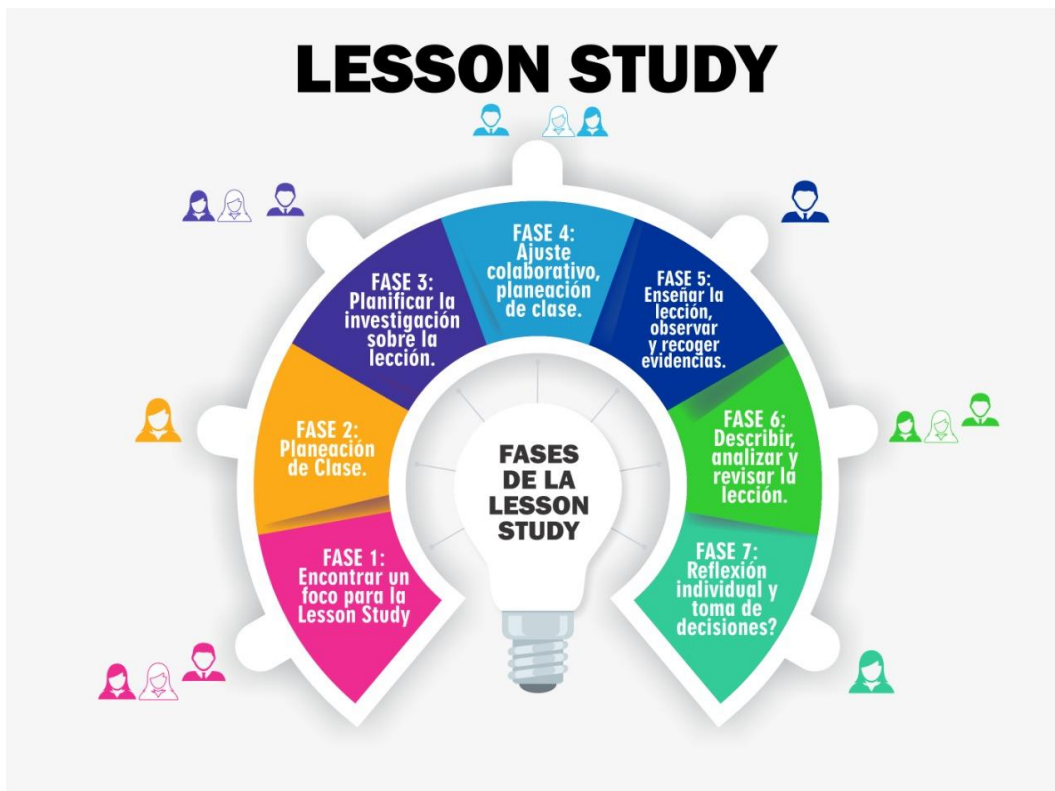 LESSON STUDY
FASE 1:
Encontrar un
foco para la
Lesson Study
FASE 2:
Planeación
de Clase.
FASE 3:
Planificar la
investigación
sobre la
lección.
FASE 4:
Ajuste
colaborativo,
planeación
de clase.
FASE 5:
Enseñar la
lección,
observar
y recoger
evidencias.
FASE 6:
Describir,
analizar y
revisar la
lección.
FASE 7:
Reflexión
individual y
toma de
decisiones?
FASES
DE LA
LESSON
STUDY